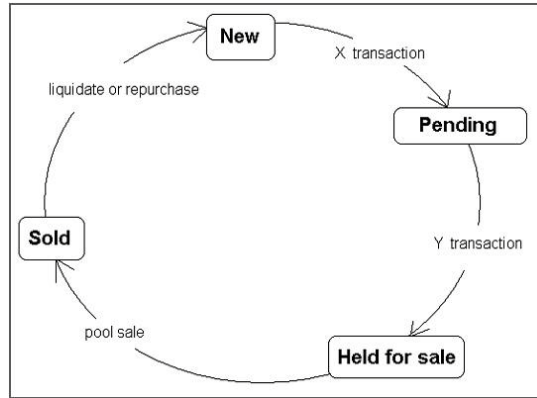 New
X transaction
liquidate or repurchase
Pending
Sold
Y transaction
pool sale
Held for sale